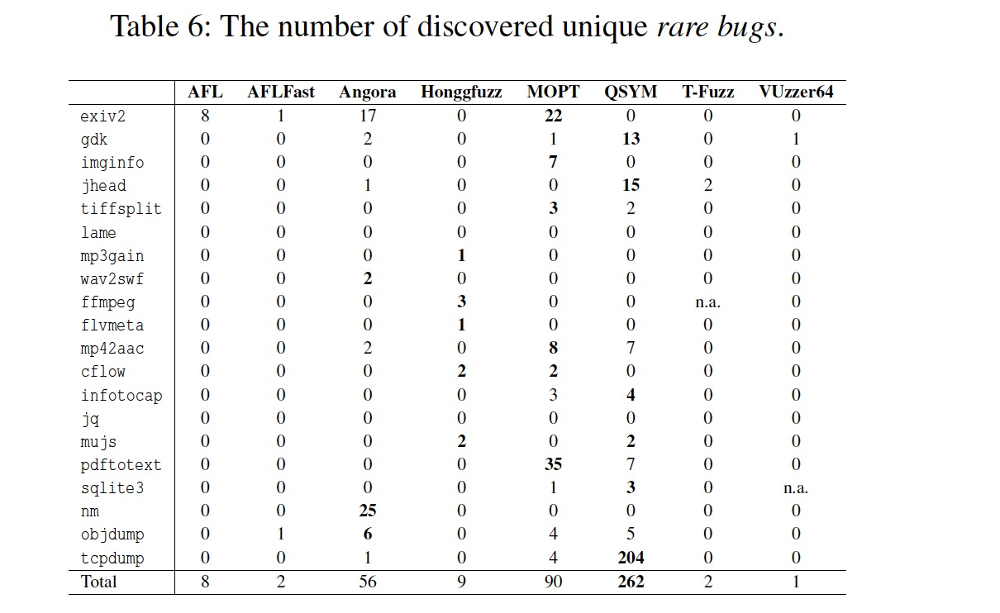 Table 6: The number of discovered unique rare bugs.
AFL AFLFast Angora Honggfuzz MOPT QSYM T-Fuzz VUzzer64
exiv2 8 1 17 0 22 0 0 0
gdk 0 0 2 0 1 13 0 1
imginfo 0 0 0 0 7 0 0 0
jhead 0 0 1 0 0 15 2 0
tiffsplit 0 0 0 0 3 2 0 0
lame 0 0 0 0 0 0 0 0
mp3gain 0 0 0 1 0 0 0 0
wav2swf 0 0 2 0 0 0 0 0
ffmpeg 0 0 0 3 0 0 n.a. 0
flvmeta 0 0 0 1 0 0 0 0
mp42aac 0 0 2 0 8 7 0 0
cflow 0 0 0 2 2 0 0 0
infotocap 0 0 0 0 3 4 0 0
jq 0 0 0 0 0 0 0 0
mujs 0 0 0 2 0 2 0 0
pdftotext 0 0 0 0 35 7 0 0
sqlite3 0 0 0 0 1 3 0 n.a.
nm 0 0 25 0 0 0 0 0
objdump 0 1 6 0 4 5 0 0
tcpdump 0 0 1 0 4 204 0 0
Total 8 2 56 9 90 262 2 1